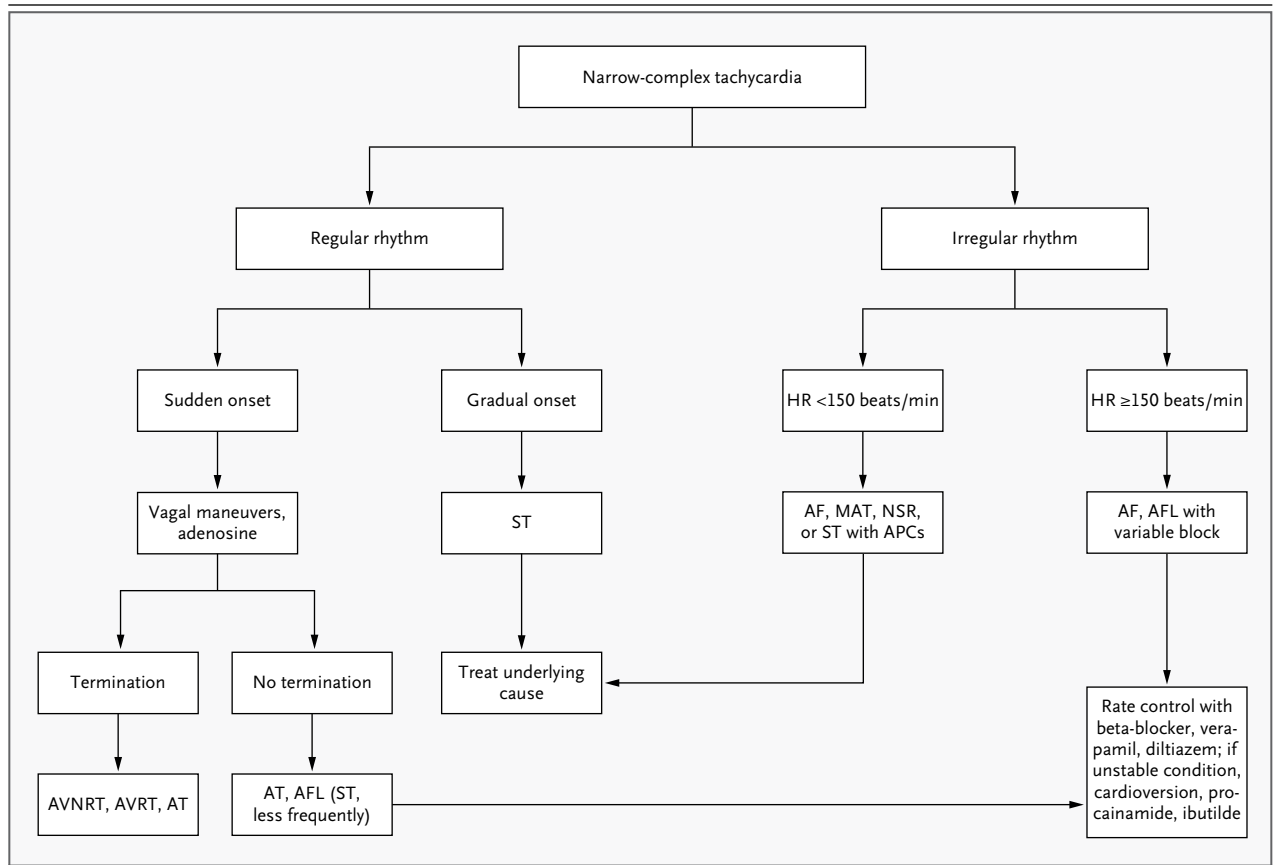 Narrow-complex tachycardia
Regular rhythm
Irregular rhythm
Sudden onset
Gradual onset
HR <150 beats/min
HR ≥150 beats/min
Vagal maneuvers,
adenosine
ST
AF, MAT, NSR,
or ST with APCs
AF, AFL with
variable block
Termination
No termination
Treat underlying
cause
Rate control with
beta-blocker, vera-
pamil, diltiazem; if
unstable condition,
cardioversion, pro-
cainamide, ibutilde
AVNRT, AVRT, AT
AT, AFL (ST,
less frequently)